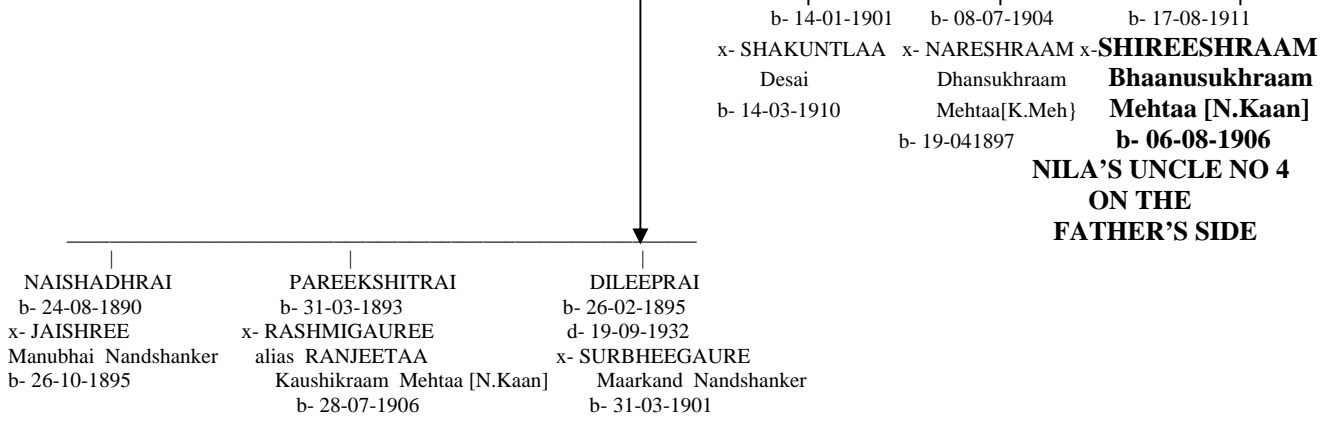 b- 14-01-1901 b- 08-07-1904 b- 17-08-1911
x- SHAKUNTLAA x- NARESHRAAM x-SHIREESHRAAM
Desai Dhansukhraam Bhaanusukhraam
b- 14-03-1910 Mehtaa[K.Meh} Mehtaa [N.Kaan]
b- 19-041897 b- 06-08-1906
NILA'S UNCLE NO 4
ON THE
FATHER'S SIDE
NAISHADHRAI PAREEKSHITRAI DILEEPRAI
b- 24-08-1890 b- 31-03-1893 b- 26-02-1895
x- JAISHREE x- RASHMIGAUREE d- 19-09-1932
Manubhai Nandshanker alias RANJEETAA x- SURBHEEGAURE
b- 26-10-1895 Kaushikraam Mehtaa [N.Kaan] Maarkand Nandshanker
b- 28-07-1906 b- 31-03-1901